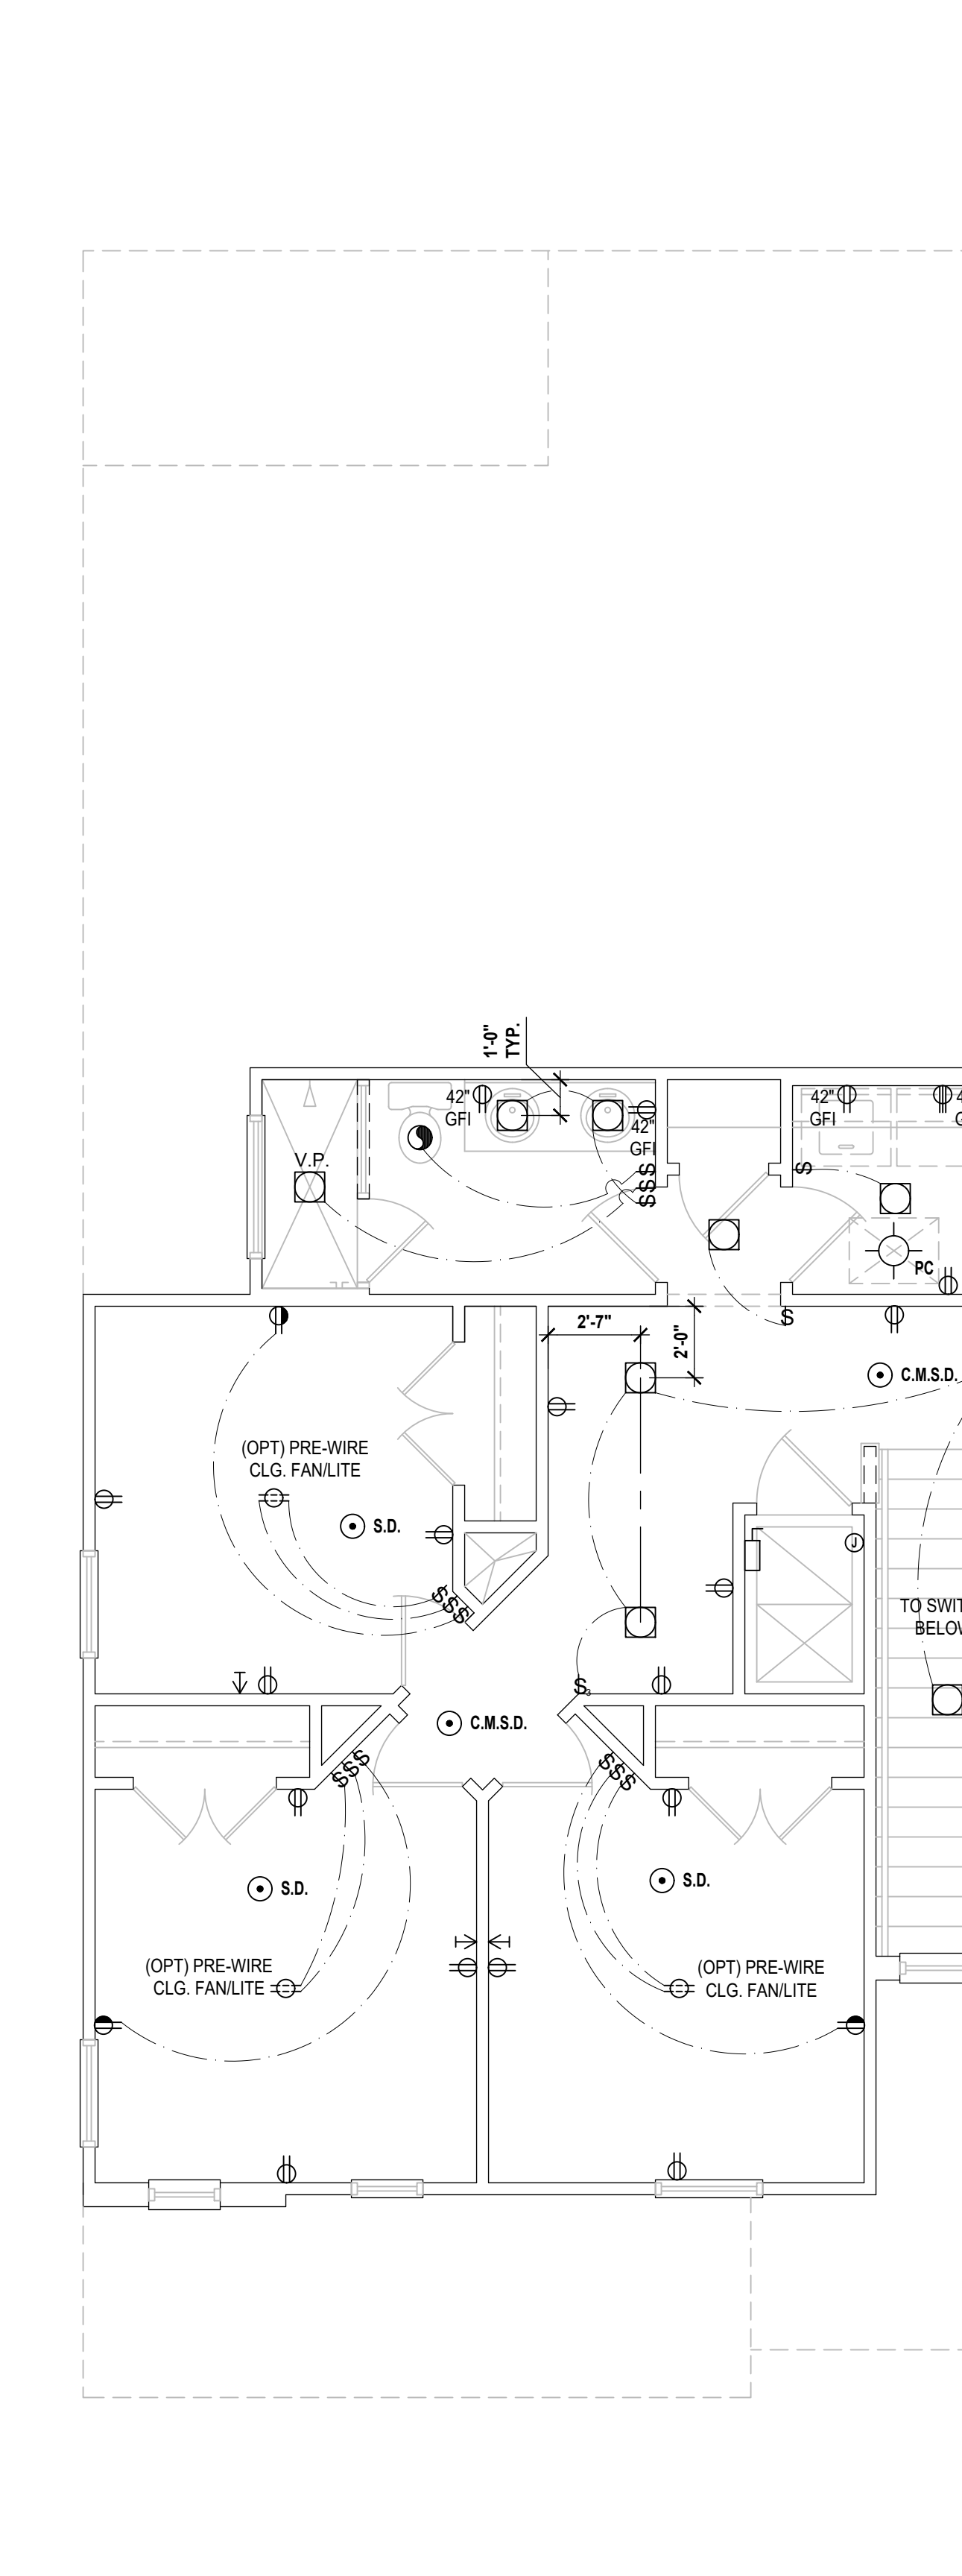 1'-0"
TYP.
42"
GFI
42"
GFI
42"
GFI
V.P.
$$$
$
PC
$
2'-7"
2'-0"
C.M.S.D.
(OPT) PRE-WIRE
CLG. FAN/LITE
S.D.
J
$$$
TO SWIT
BELOW
$3
C.M.S.D.
$$$
$$$
S.D.
S.D.
(OPT) PRE-WIRE
CLG. FAN/LITE
(OPT) PRE-WIRE
CLG. FAN/LITE